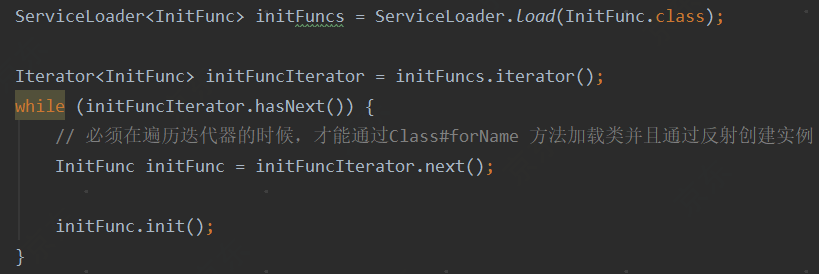 ServiceLoader<InitFunc> initFuncs = ServiceLoader.load(InitFunc.class);
Iterator<InitFunc> initFuncIterator = initFuncs.iterator();
while (initFuncIterator.hasNext()) {
// 必须在遍历迭代器的时候，才能通过Class#forName 方法加载类并且通过反射创建实例
InitFunc initFunc = initFuncIterator.next();
initFunc.init();
}